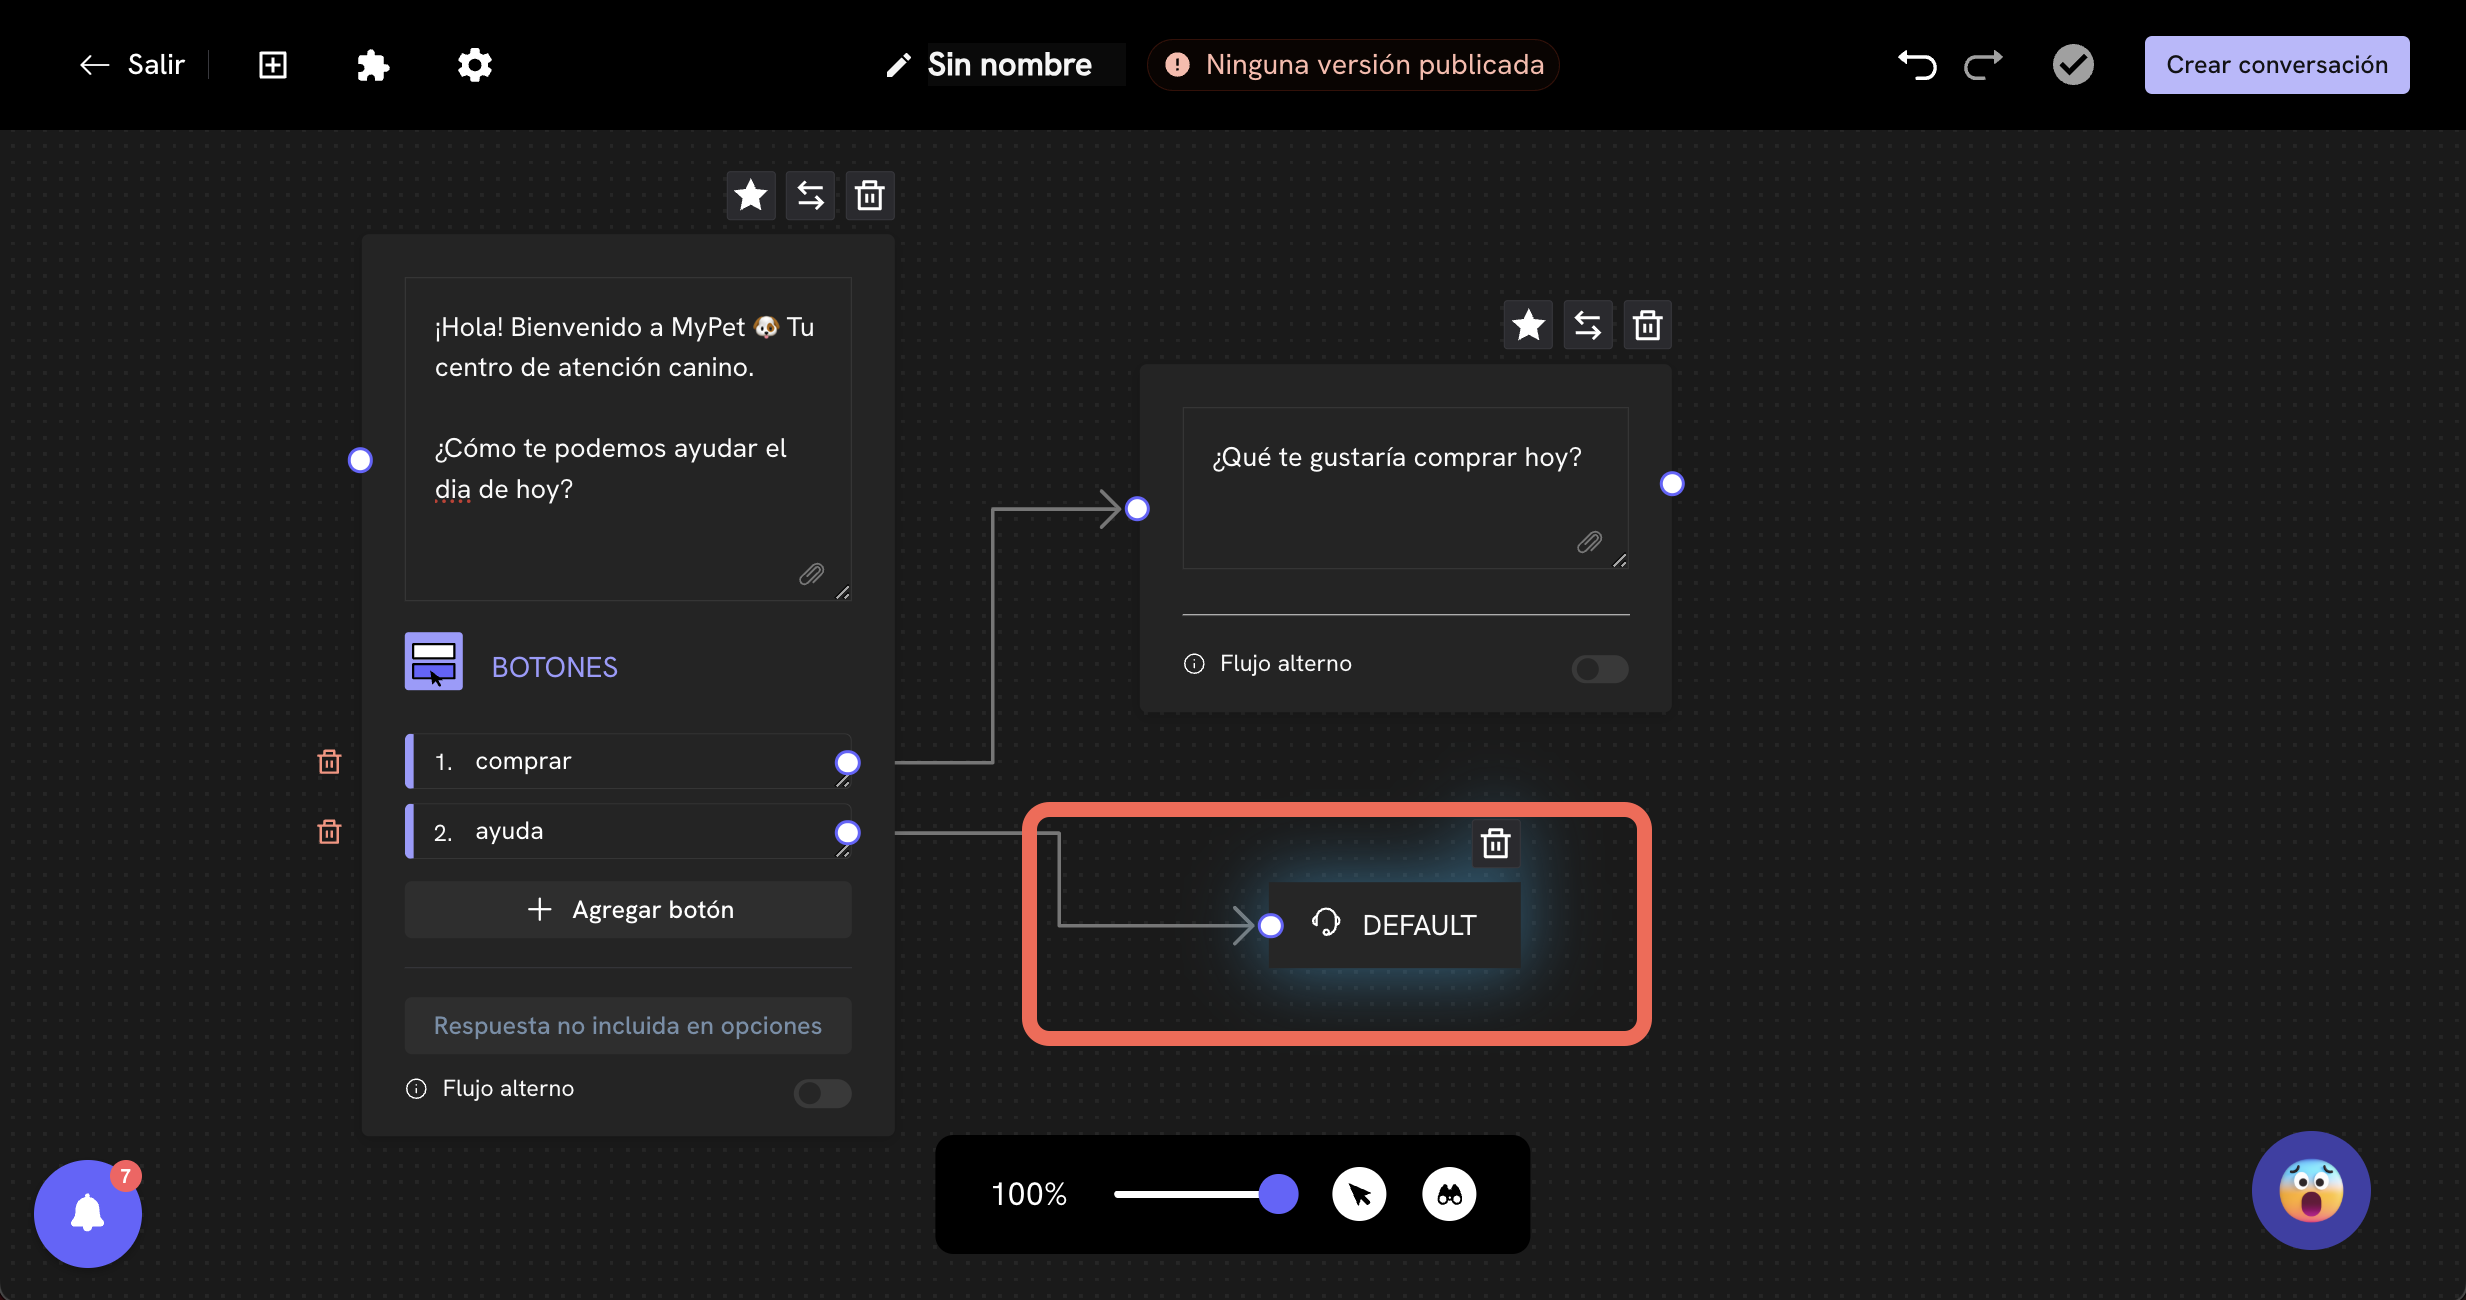 Salir
Sin nombre
Ninguna versión publicada
Crear conversación
¡Hola! Bienvenido a MyPet 🐶 Tu
centro de atención canino.
¿Cómo te podemos ayudar el
dia de hoy?
BOTONES
1. comprar
2. ayuda
Agregar botón
Respuesta no incluida en opciones
Flujo alterno
¿Qué te gustaría comprar hoy?
Flujo alterno
DEFAULT
7
100%